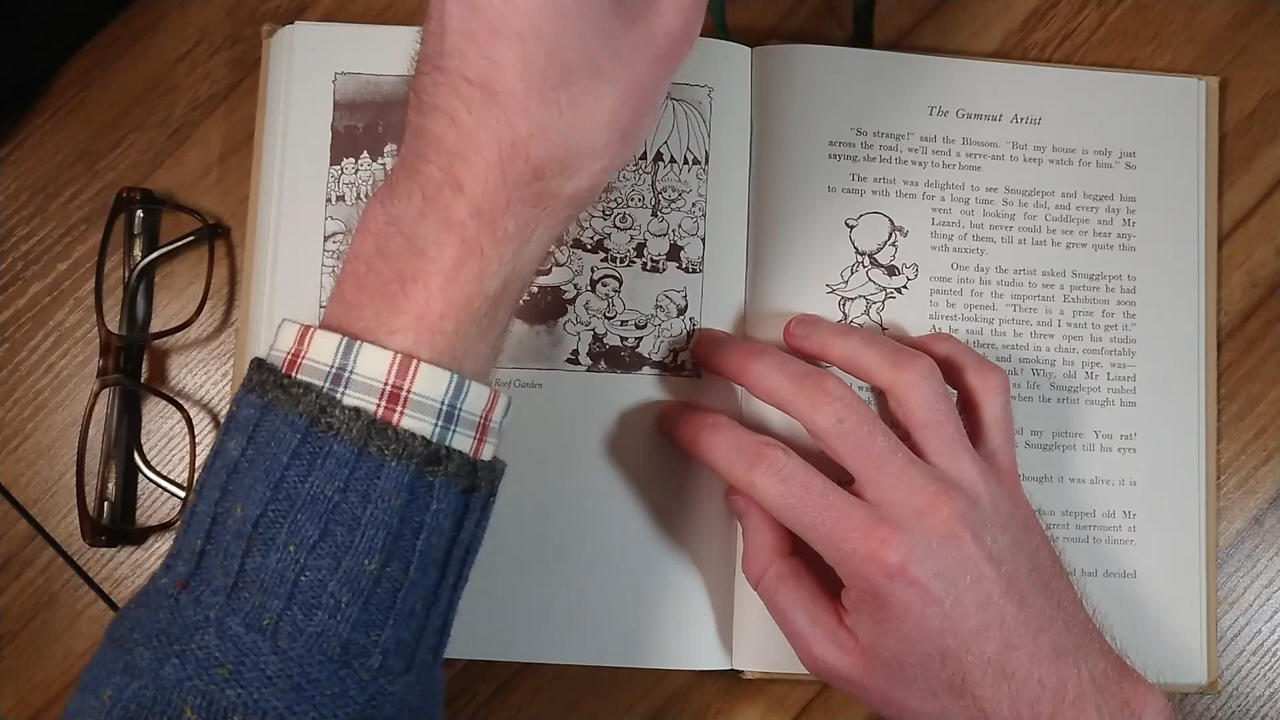 Roof Garden
The Gumnut Artist
"So strange!" said the Blossom. "But my house is only just
across the road; we'll send a serve-ant to keep watch for him." So
saying, she led the way to her home.
The artist was delighted to see Snugglepot and begged him
to camp with them for a long time. So he did, and every day he
went out looking for Cuddlepie and Mr
Lizard, but never could he see or hear any-
thing of them, till at last he grew quite thin
with anxiety.
One day the artist asked Snugglepot to
come into his studio to see a picture he had
painted for the important Exhibition soon
to be opened. "There is a prize for the
alivest-looking picture, and I want to get it."
As he said this he threw open his studio
there, seated in a chair, comfortably
and smoking his pipe, was—
Why, old Mr Lizard
as life Snugglepot rushed
when the artist caught him
my picture. You rat!
Snugglepot till his eyes
thought it was alive; it is
stepped old Mr
great merriment at
round to dinner,
had decided